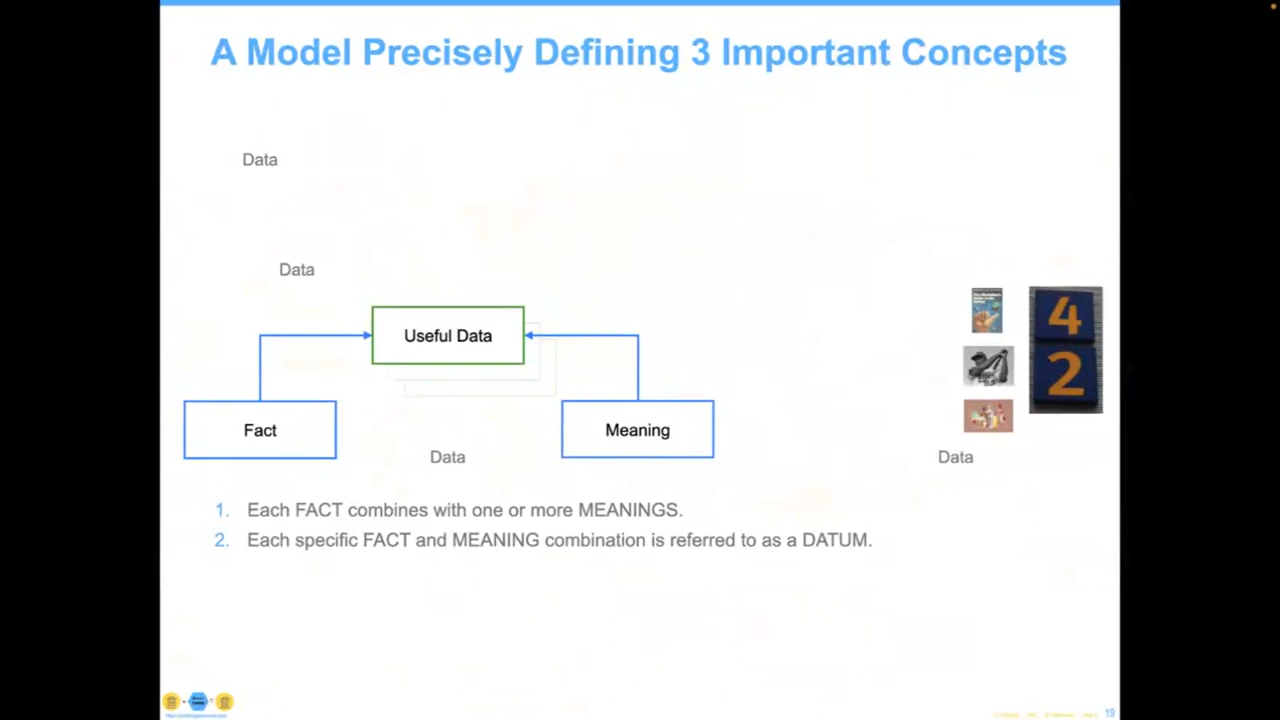 A Model Precisely Defining 3 Important Concepts
Data
Data
Useful Data
Fact
Meaning
Data
4
2
Data
1. Each FACT combines with one or more MEANINGS.
2. Each specific FACT and MEANING combination is referred to as a DATUM.
19